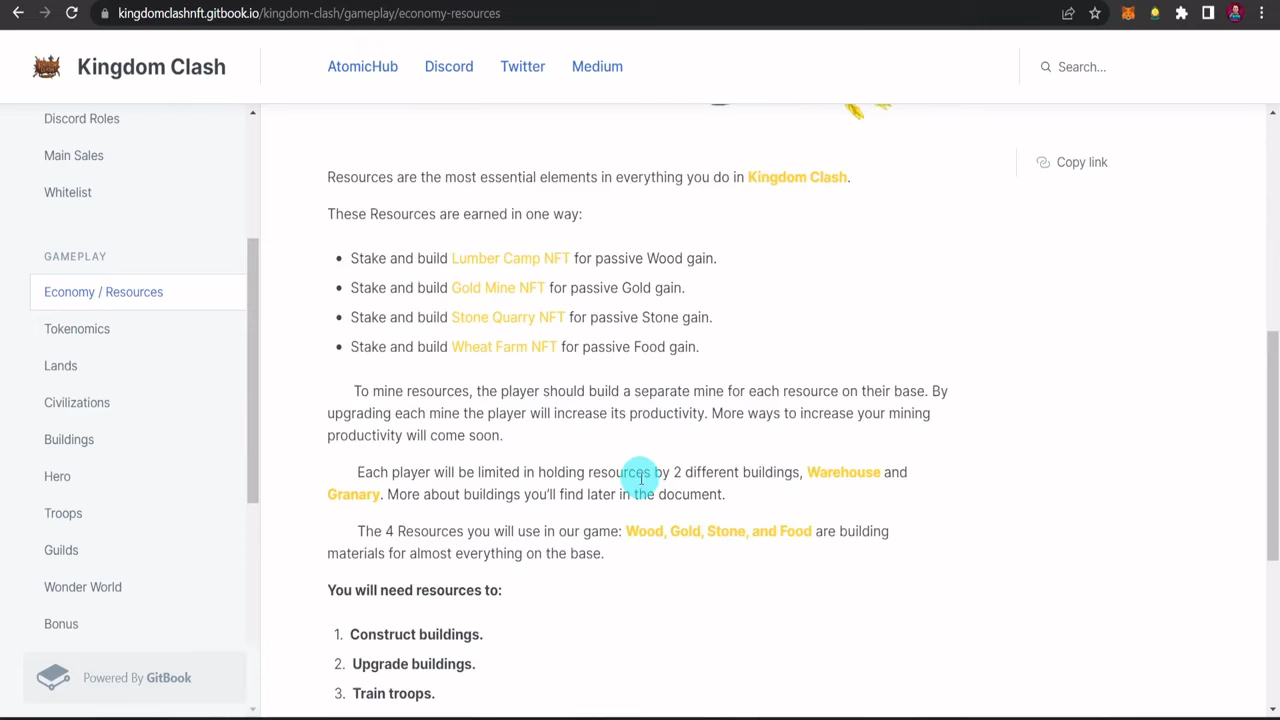 kingdomclashnft.gitbook.io/kingdom-clash/gameplay/economy-resources
Kingdom Clash
AtomicHub
Discord
Twitter
Medium
Search...
Discord Roles
Main Sales
Whitelist
GAMEPLAY
Economy / Resources
Tokenomics
Lands
Civilizations
Buildings
Hero
Troops
Guilds
Wonder World
Bonus
Powered By GitBook
Resources are the most essential elements in everything you do in Kingdom Clash.
These Resources are earned in one way:
• Stake and build Lumber Camp NFT for passive Wood gain.
• Stake and build Gold Mine NFT for passive Gold gain.
• Stake and build Stone Quarry NFT for passive Stone gain.
• Stake and build Wheat Farm NFT for passive Food gain.
To mine resources, the player should build a separate mine for each resource on their base. By
upgrading each mine the player will increase its productivity. More ways to increase your mining
productivity will come soon.
Each player will be limited in holding resources by 2 different buildings, Warehouse and
Granary. More about buildings you'll find later in the document.
The 4 Resources you will use in our game: Wood, Gold, Stone, and Food are building
materials for almost everything on the base.
You will need resources to:
1. Construct buildings.
2. Upgrade buildings.
3. Train troops.
Copy link